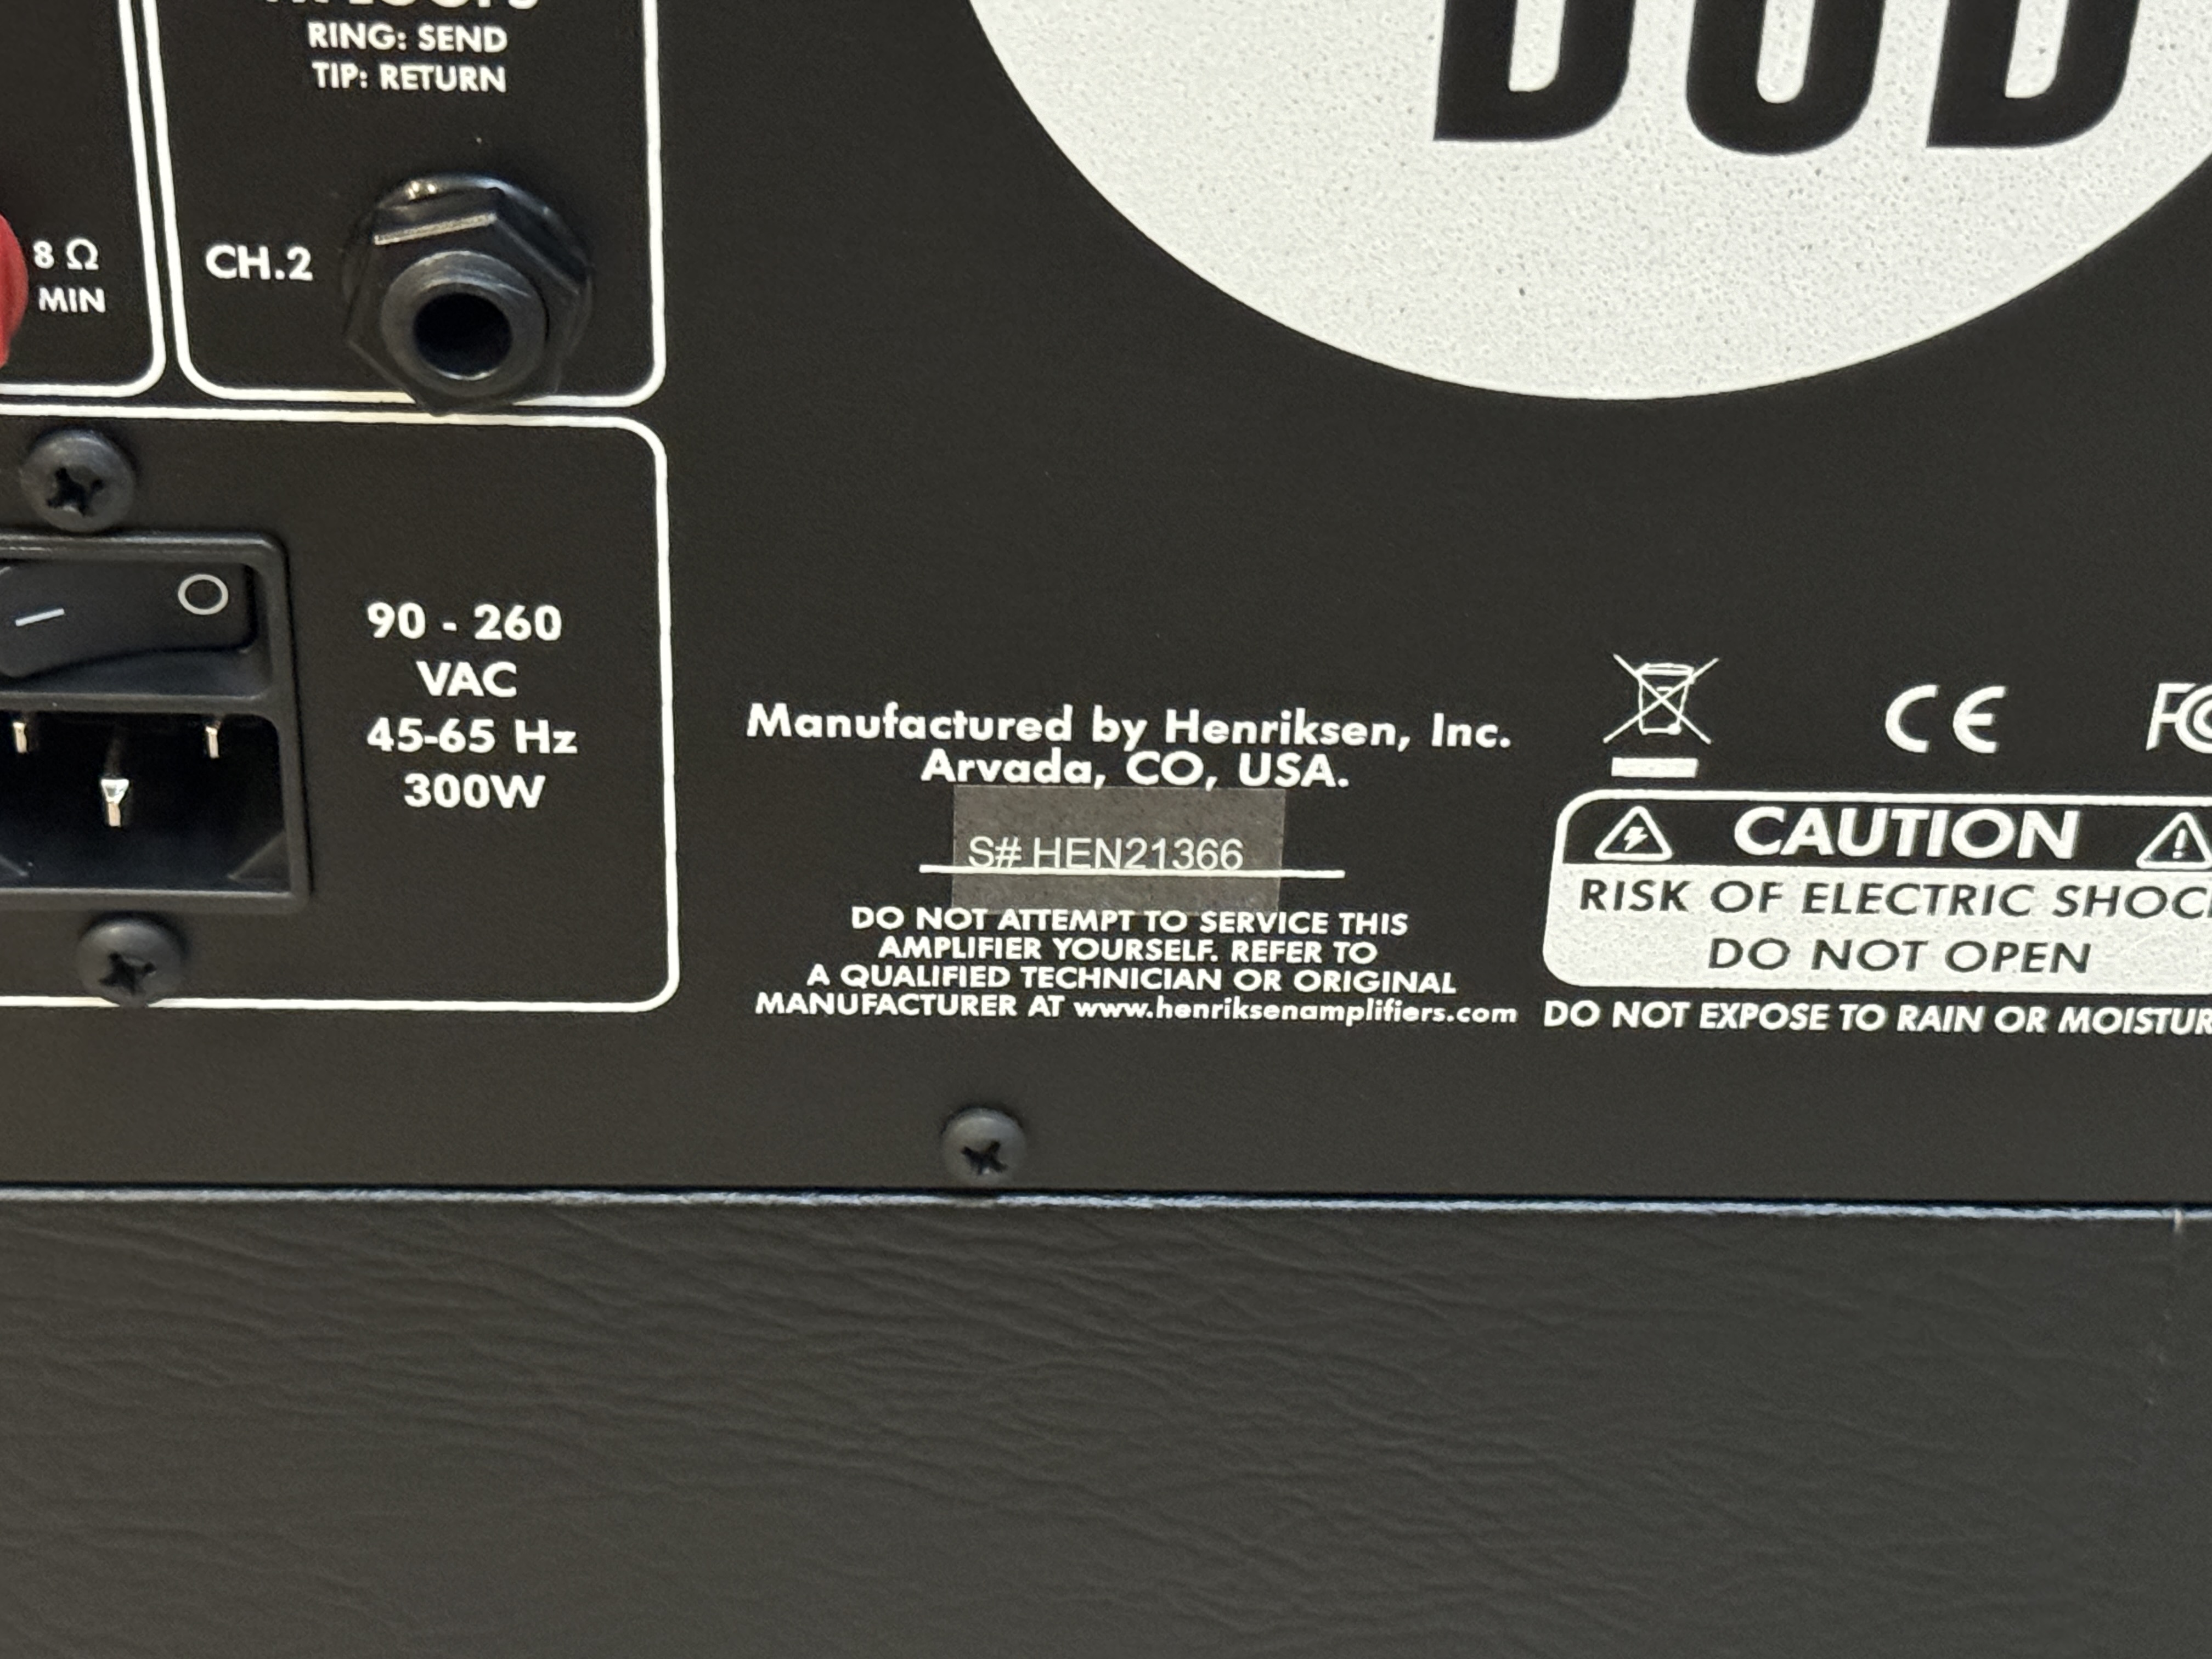 RING: SEND
TIP: RETURN
CH.2
8 Ω
MIN
90 - 260
VAC
45-65 Hz
300W
Manufactured by Henriksen, Inc.
Arvada, CO, USA.
S# HEN21366
DO NOT ATTEMPT TO SERVICE THIS
AMPLIFIER YOURSELF. REFER TO
A QUALIFIED TECHNICIAN OR ORIGINAL
MANUFACTURER AT www.henriksenamplifiers.com
CE
CAUTION
RISK OF ELECTRIC
DO NOT OPEN
DO NOT EXPOSE TO RAIN OR